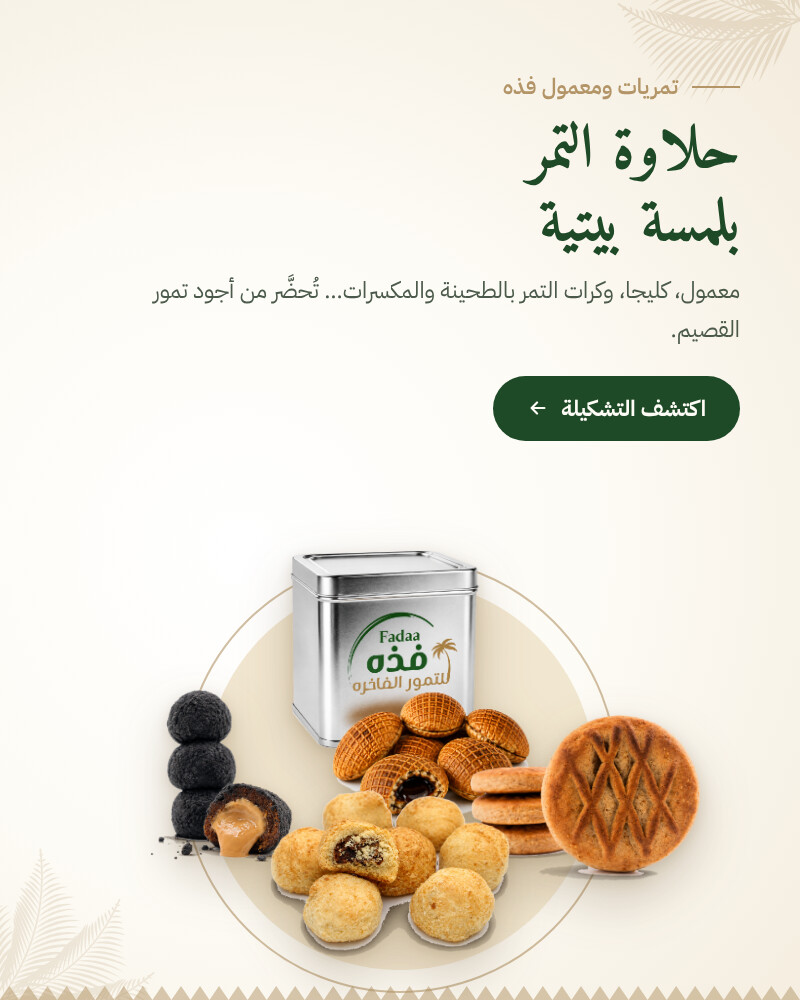 تمريات ومعمول فذه
حلاوة التمر
بلمسة بيتية
معمول، كليجا، وكرات التمر بالطحينة والمكسرات... تُحضَّر من أجود تمور
القصيم.
اكتشف التشكيلة ←
Fadaa
فذه
للتمور الفاخره